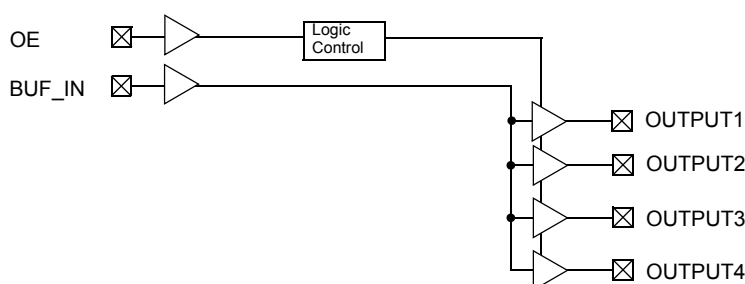 OE
Logic
Control
BUF_IN
OUTPUT1
OUTPUT2
OUTPUT3
OUTPUT4